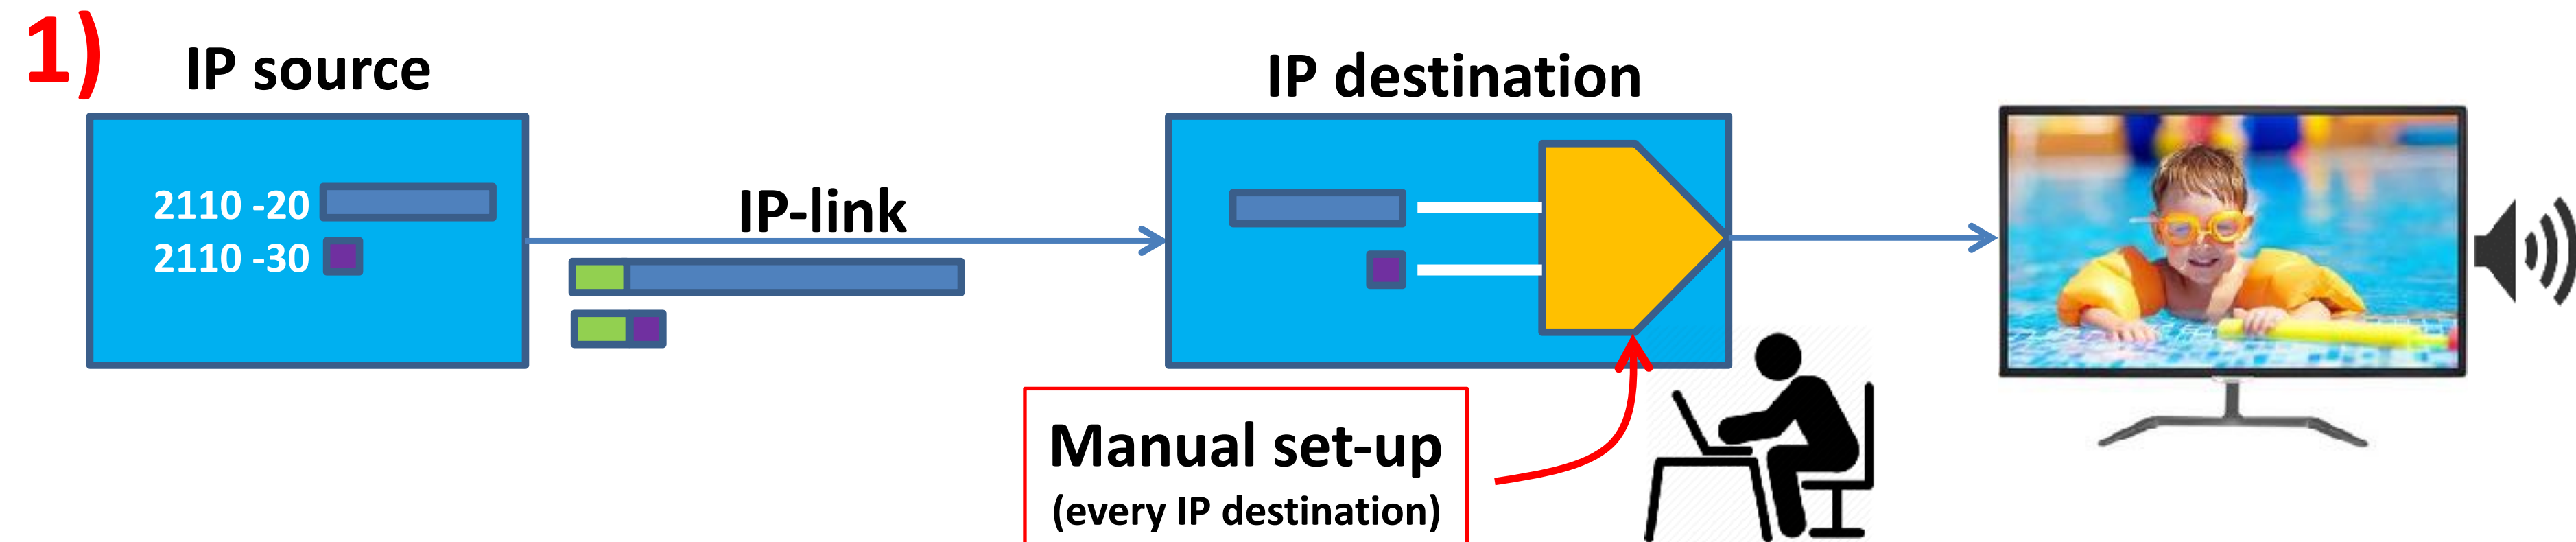 1)
IP source
IP destination
2110 -20
2110 -30
IP-link
Manual set-up
(every IP destination)